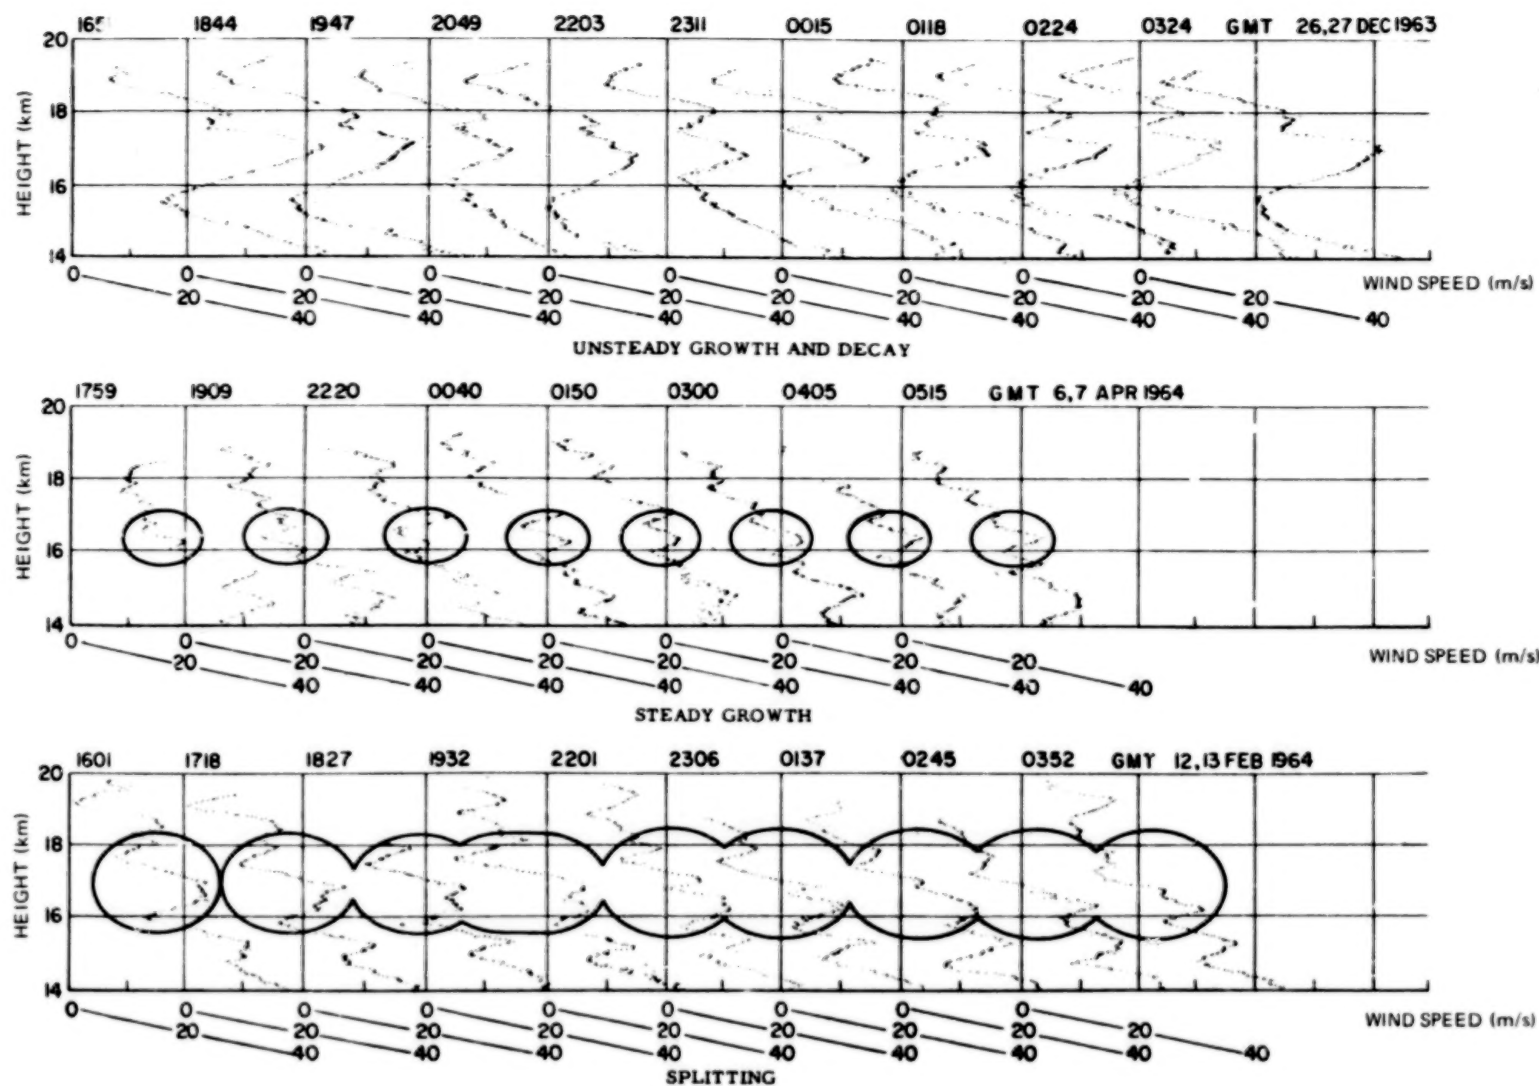 1844 1947 2049 2203 2311 0015 0118 0224 0324 GMT 26,27 DEC 1963
20
18
16
14
HEIGHT (km)
0 0 0 0 0 0 0 0 0 0
WIND SPEED (m/s)
20 20 20 20 20 20 20 20 20 20
40 40 40 40 40 40 40 40 40 40
UNSTEADY GROWTH AND DECAY
1759 1909 2220 0040 0150 0300 0405 0515 GMT 6,7 APR 1964
20
18
16
14
HEIGHT (km)
0 0 0 0 0 0 0 0
20 20 20 20 20 20 20 20
WIND SPEED (m/s)
40 40 40 40 40 40 40 40
STEADY GROWTH
1601 1718 1827 1932 2201 2306 0137 0245 0352 GMT 12,13 FEB 1964
20
18
16
14
HEIGHT (km)
0 0 0 0 0 0 0 0 0
20 20 20 20 20 20 20 20 20
WIND SPEED (m/s)
40 40 40 40 40 40 40 40 40
SPLITTING